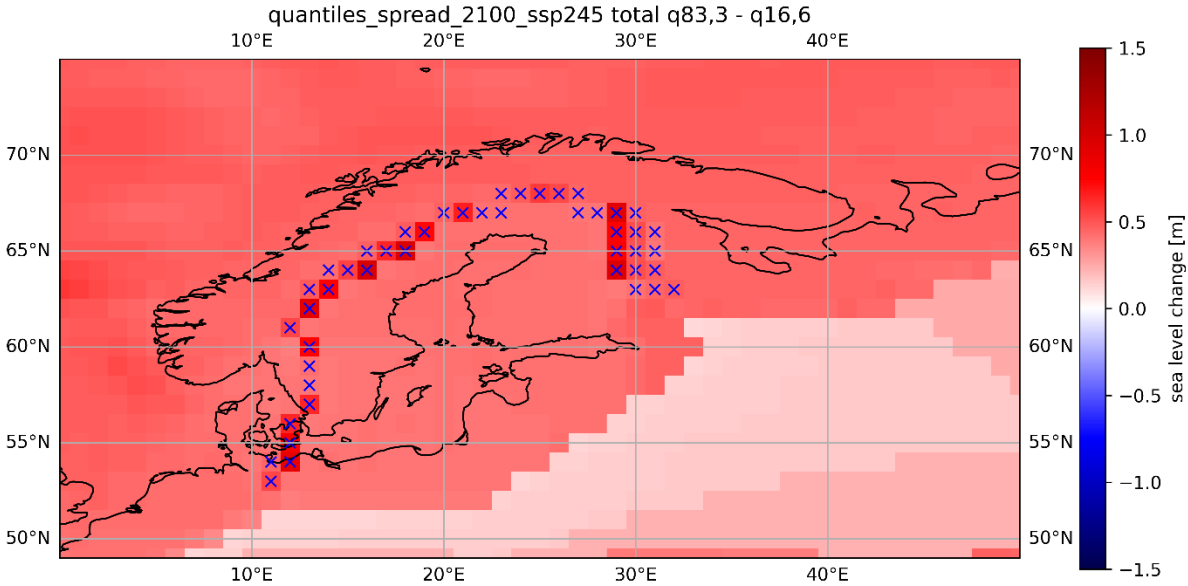 quantiles_spread_2100_ssp245 total q83,3 - q16,6
10°E 20°E 30°E 40°E
70°N 70°N
65°N 65°N
60°N 60°N
55°N 55°N
50°N 50°N
10°E 20°E 30°E 40°E
1.5
1.0
0.5
0.0
−0.5
−1.0
−1.5
sea level change [m]